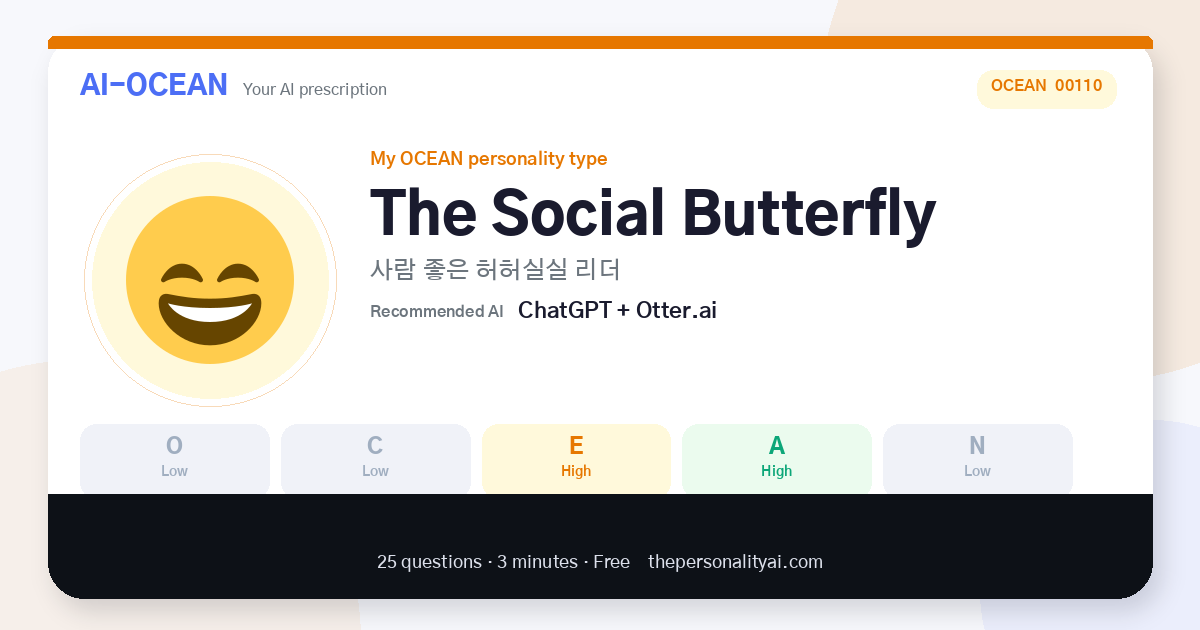 AI-OCEAN Your AI prescription
OCEAN 00110
My OCEAN personality type
The Social Butterfly
사람 좋은 허허실실 리더
Recommended AI ChatGPT + Otter.ai
O C E A N
Low Low High High Low
25 questions · 3 minutes · Free thepersonalityai.com